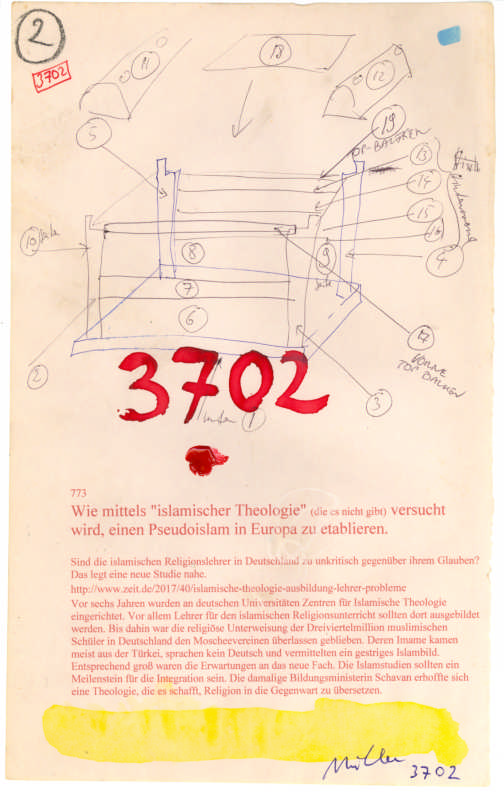 2
3702
11
18
12
5
19
TOP-BALKEN
13
14
15
16
4
10
8
9
7
6
2
17
VORNE
TOP BALKEN
3
3702
1
773
Wie mittels "islamischer Theologie" (die es nicht gibt) versucht
wird, einen Pseudoislam in Europa zu etablieren.
Sind die islamischen Religionslehrer in Deutschland zu unkritisch gegenüber ihrem Glauben?
Das legt eine neue Studie nahe.
http://www.zeit.de/2017/40/islamische-theologie-ausbildung-lehrer-probleme
Vor sechs Jahren wurden an deutschen Universitäten Zentren für Islamische Theologie
eingerichtet. Vor allem Lehrer für den islamischen Religionsunterricht sollten dort ausgebildet
werden. Bis dahin war die religiöse Unterweisung der Dreiviertelmillion muslimischen
Schüler in Deutschland den Moscheevereinen überlassen geblieben. Deren Imame kamen
meist aus der Türkei, sprachen kein Deutsch und vermittelten ein gestriges Islambild.
Entsprechend groß waren die Erwartungen an das neue Fach. Die Islamstudien sollten ein
Meilenstein für die Integration sein. Die damalige Bildungsministerin Schavan erhoffte sich
eine Theologie, die es schafft, Religion in die Gegenwart zu übersetzen.
Müller 3702